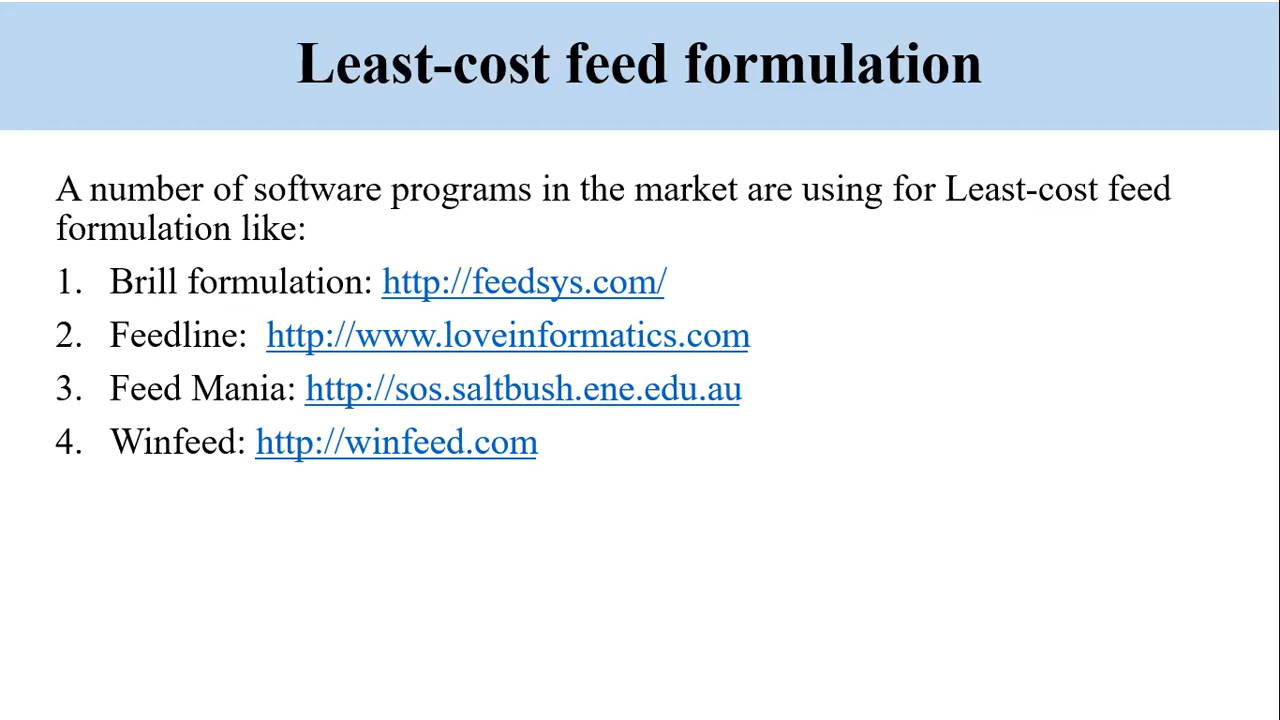 Least-cost feed formulation
A number of software programs in the market are using for Least-cost feed
formulation like:
1. Brill formulation: http://feedsys.com/
2. Feedline: http://www.loveinformatics.com
3. Feed Mania: http://sos.saltbush.ene.edu.au
4. Winfeed: http://winfeed.com